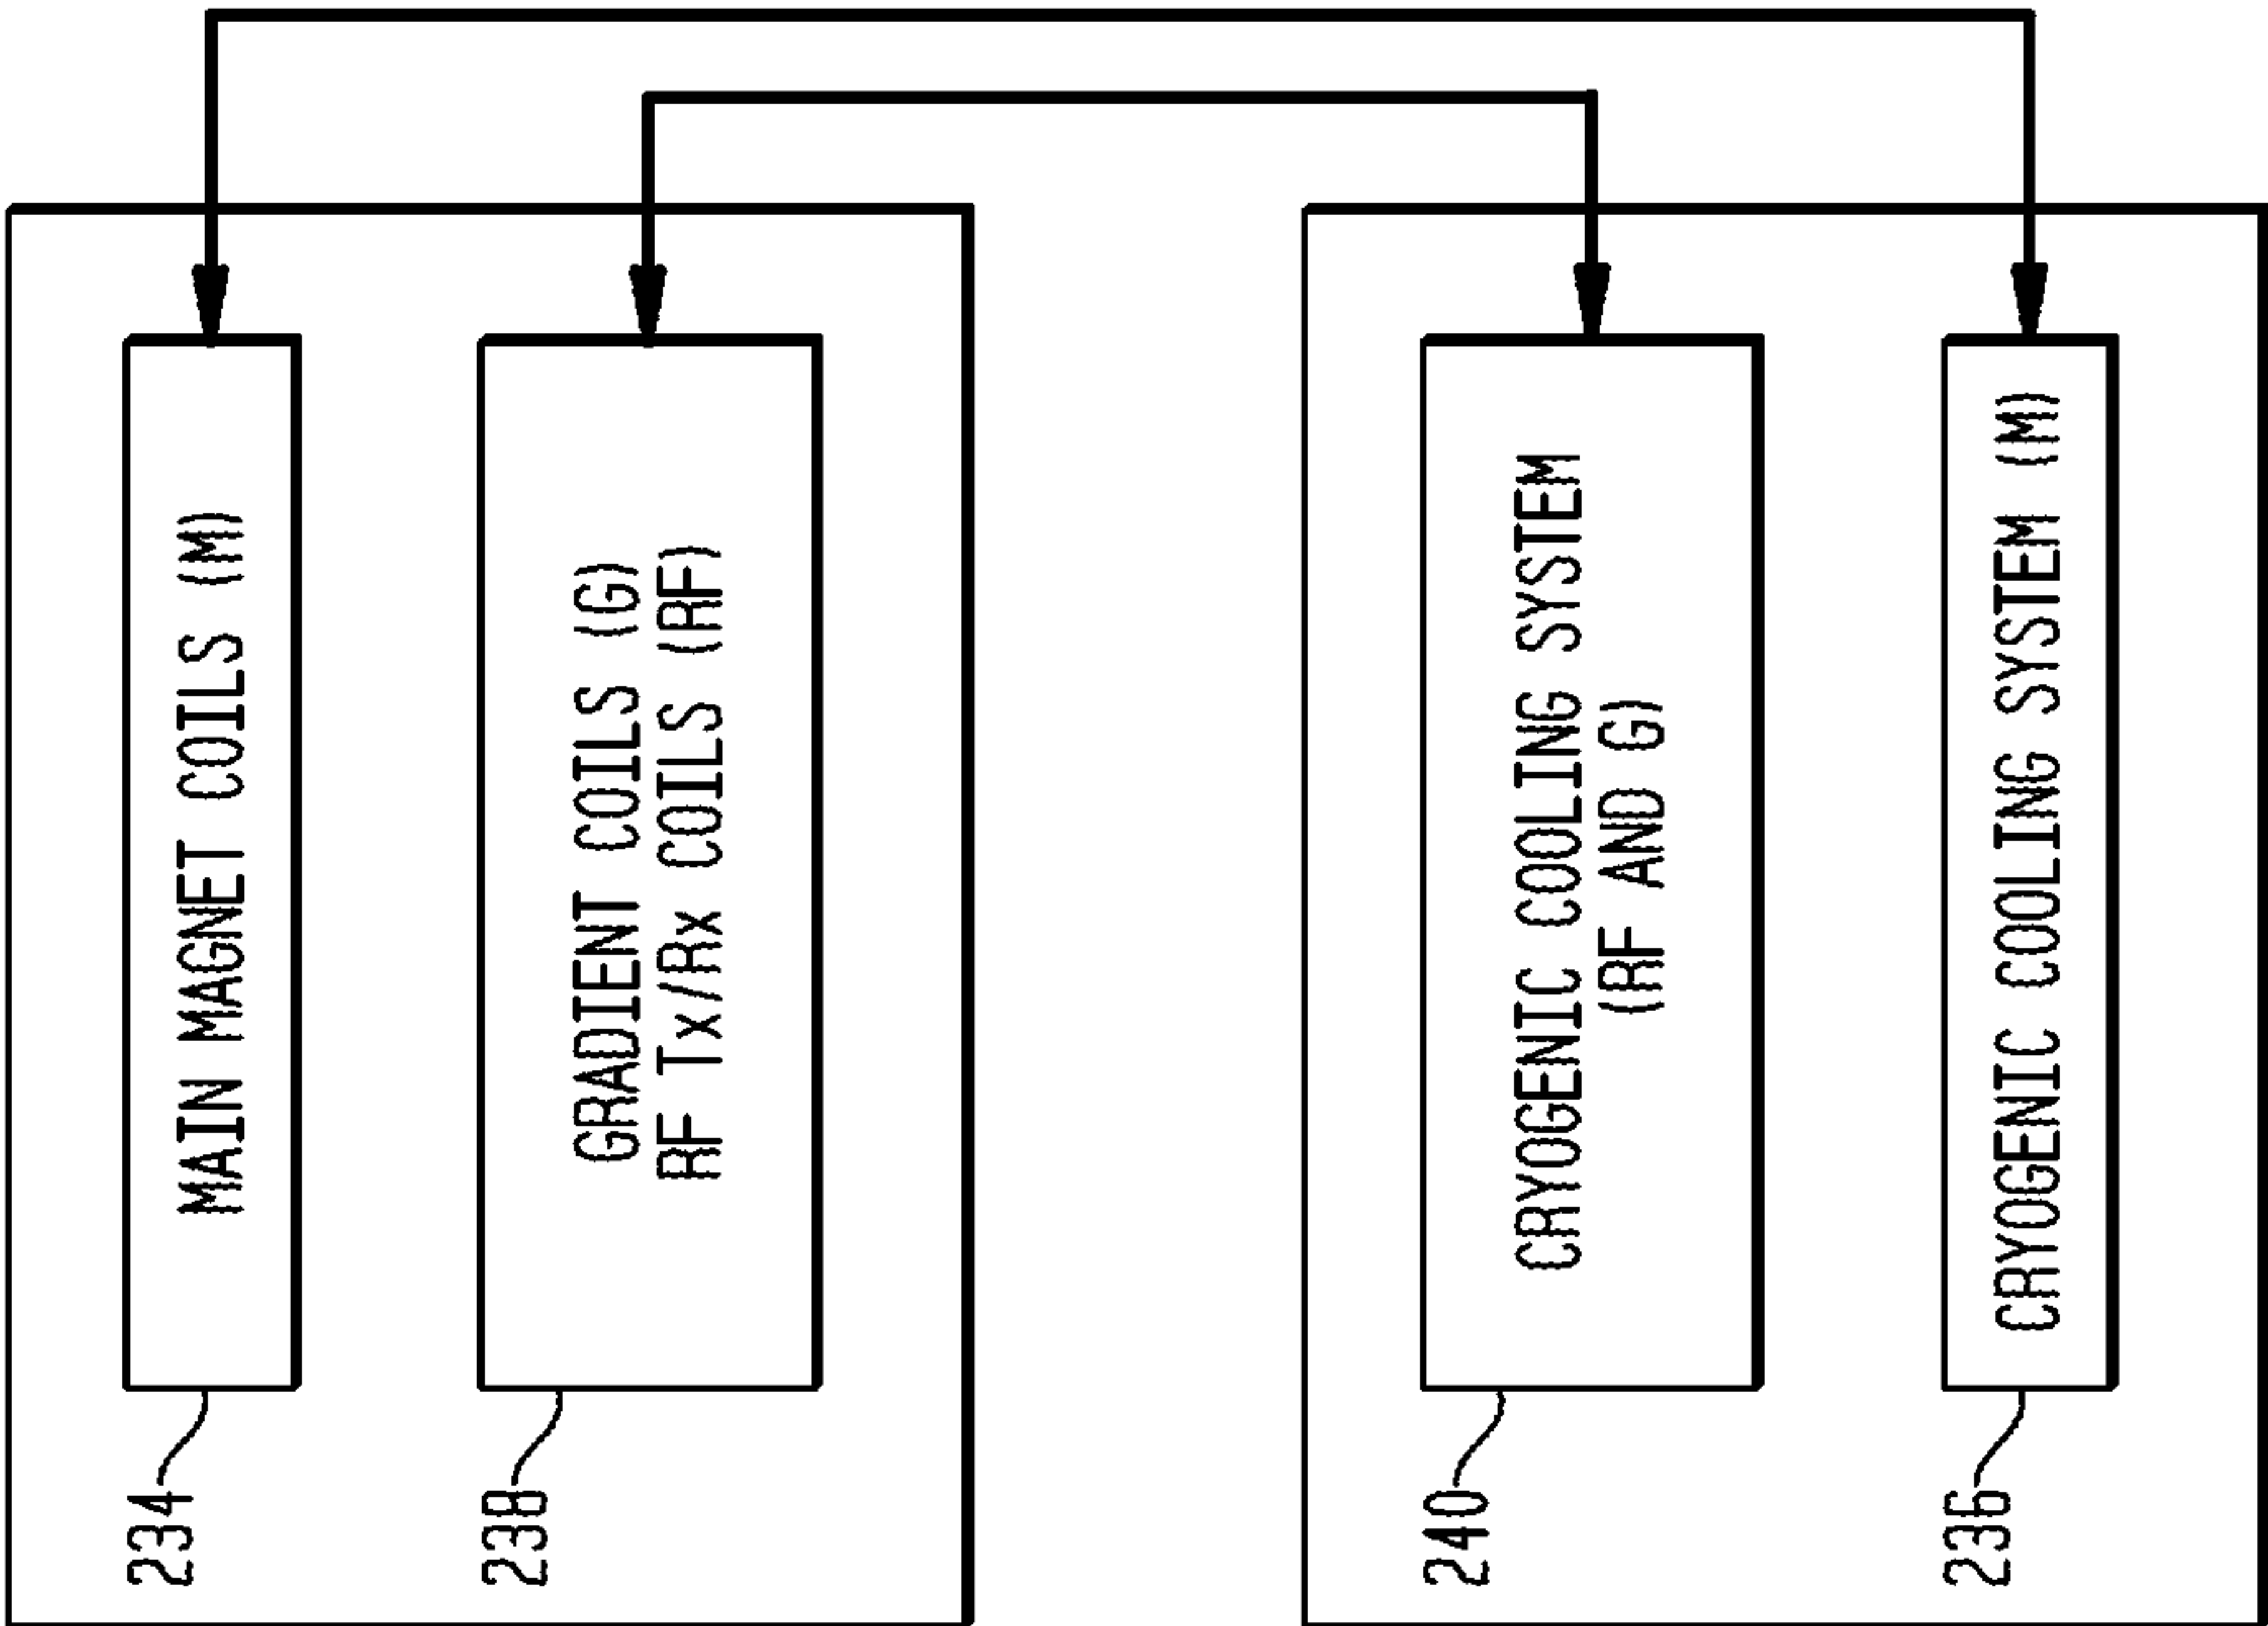 234
MAIN MAGNET COILS (M)
238
GRADIENT COILS (G)
RF Tx/Rx COILS (RF)
240
CRYOGENIC COOLING SYSTEM
(RF AND G)
236
CRYOGENIC COOLING SYSTEM (M)